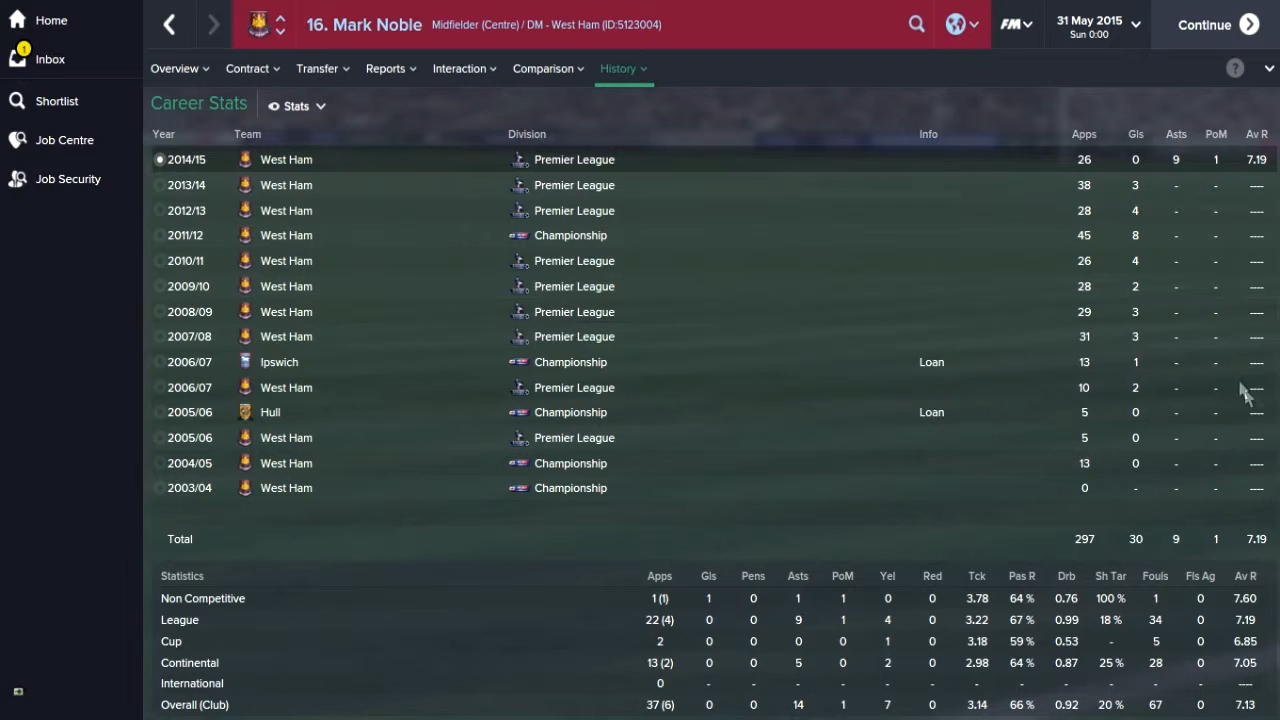 Home
1
Inbox
Shortlist
Job Centre
Job Security
16. Mark Noble Midfielder (Centre) / DM - West Ham (ID:5123004)
FM
31 May 2015
Sun 0:00
Continue
Overview Contract Transfer Reports Interaction Comparison History ?
Career Stats Stats
Year Team Division Info Apps Gls Asts PoM Av R
2014/15 West Ham Premier League 26 0 9 1 7.19
2013/14 West Ham Premier League 38 3 - - ----
2012/13 West Ham Premier League 28 4 - - ----
2011/12 West Ham Championship 45 8 - - ----
2010/11 West Ham Premier League 26 4 - - ----
2009/10 West Ham Premier League 28 2 - - ----
2008/09 West Ham Premier League 29 3 - - ----
2007/08 West Ham Premier League 31 3 - - ----
2006/07 Ipswich Championship Loan 13 1 - - ----
2006/07 West Ham Premier League 10 2 - - ----
2005/06 Hull Championship Loan 5 0 - - ----
2005/06 West Ham Premier League 5 0 - - ----
2004/05 West Ham Championship 13 0 - - ----
2003/04 West Ham Championship 0 - - - ----
Total 297 30 9 1 7.19
Statistics Apps Gls Pens Asts PoM Yel Red Tck Pas R Drb Sh Tar Fouls Fls Ag Av R
Non Competitive 1 (1) 1 0 1 1 0 0 3.78 64 % 0.76 100 % 1 0 7.60
League 22 (4) 0 0 9 1 4 0 3.22 67 % 0.99 18 % 34 0 7.19
Cup 2 0 0 0 0 1 0 3.18 59 % 0.53 - 5 0 6.85
Continental 13 (2) 0 0 5 0 2 0 2.98 64 % 0.87 25 % 28 0 7.05
International 0 - - - - - - - - - - - - ----
Overall (Club) 37 (6) 0 0 14 1 7 0 3.14 66 % 0.92 20 % 67 0 7.13